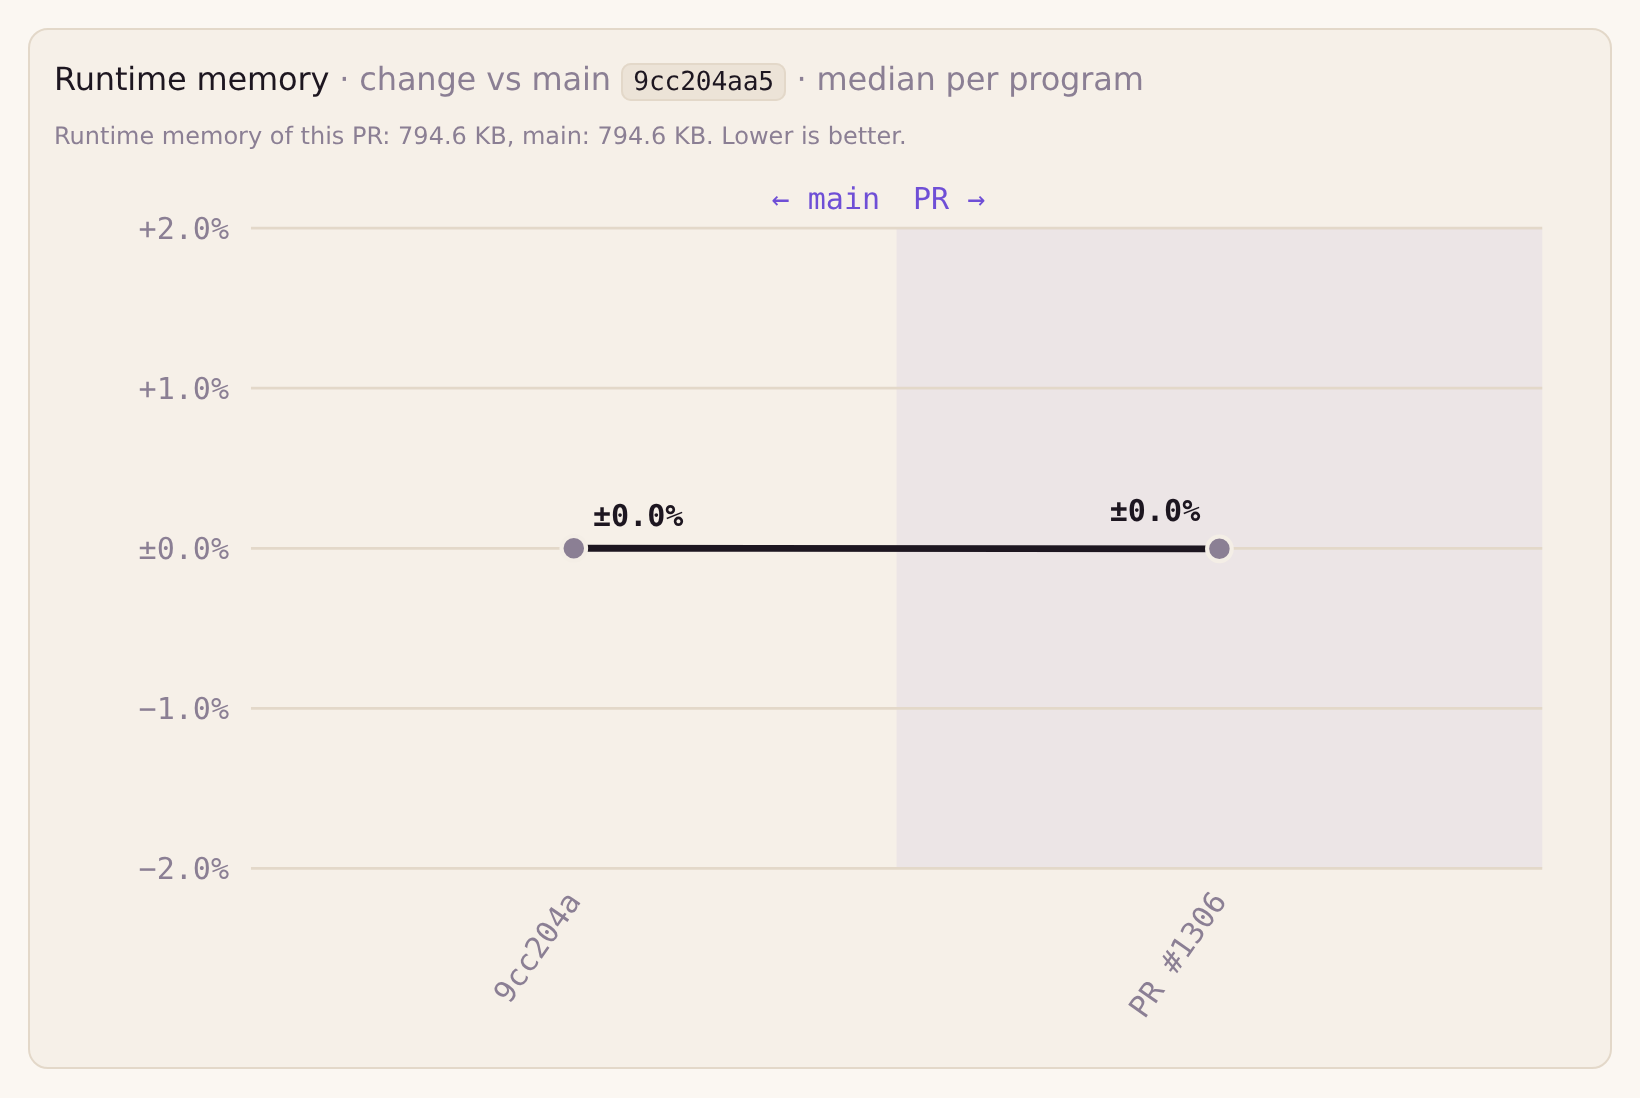 Runtime memory · change vs main 9cc204aa5 · median per program
Runtime memory of this PR: 794.6 KB, main: 794.6 KB. Lower is better.
← main PR →
+2.0%
+1.0%
±0.0%
−1.0%
−2.0%
±0.0%
±0.0%
9cc204a
PR #1306